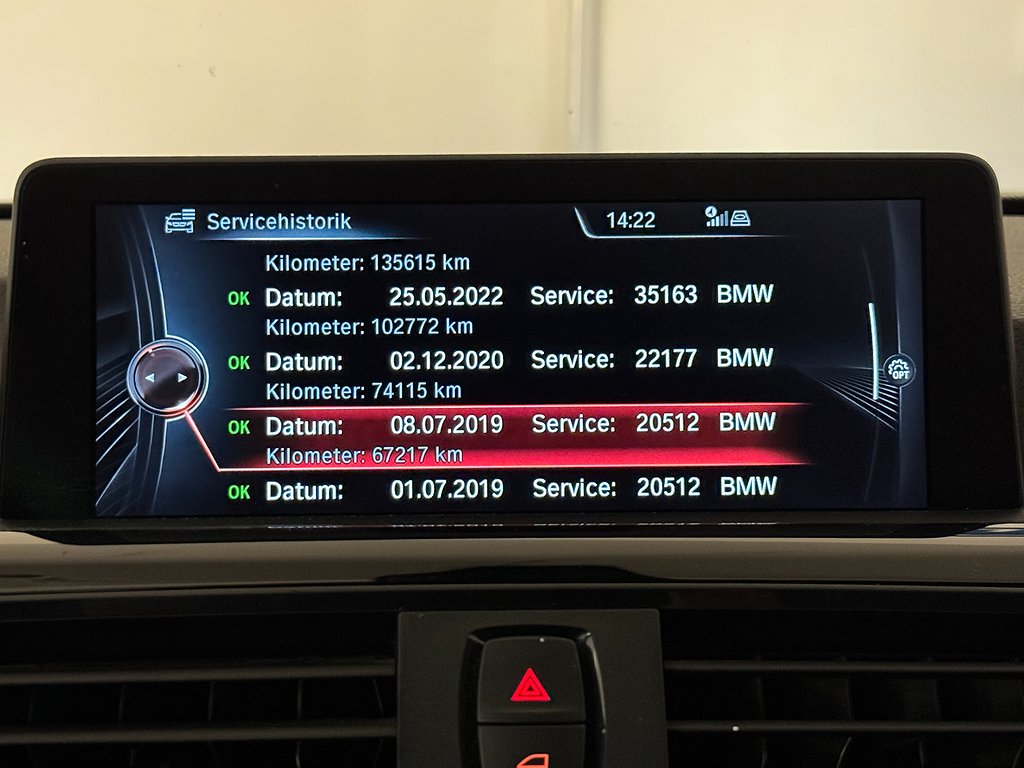 Servicehistorik 14:22
Kilometer: 135615 km
OK Datum: 25.05.2022 Service: 35163 BMW
Kilometer: 102772 km
OK Datum: 02.12.2020 Service: 22177 BMW
Kilometer: 74115 km
OK Datum: 08.07.2019 Service: 20512 BMW
Kilometer: 67217 km
OK Datum: 01.07.2019 Service: 20512 BMW
OPT